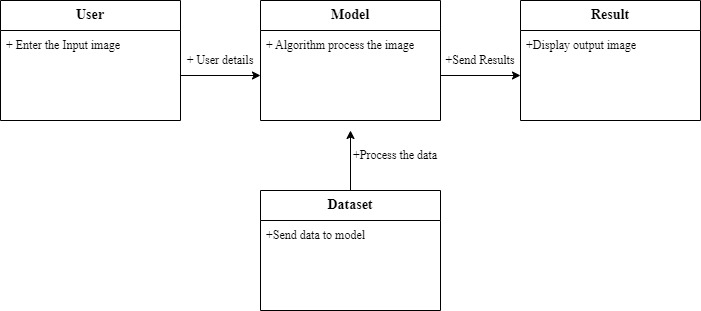 User
+ Enter the Input image
+ User details
Model
+ Algorithm process the image
+Send Results
Result
+Display output image
+Process the data
Dataset
+Send data to model